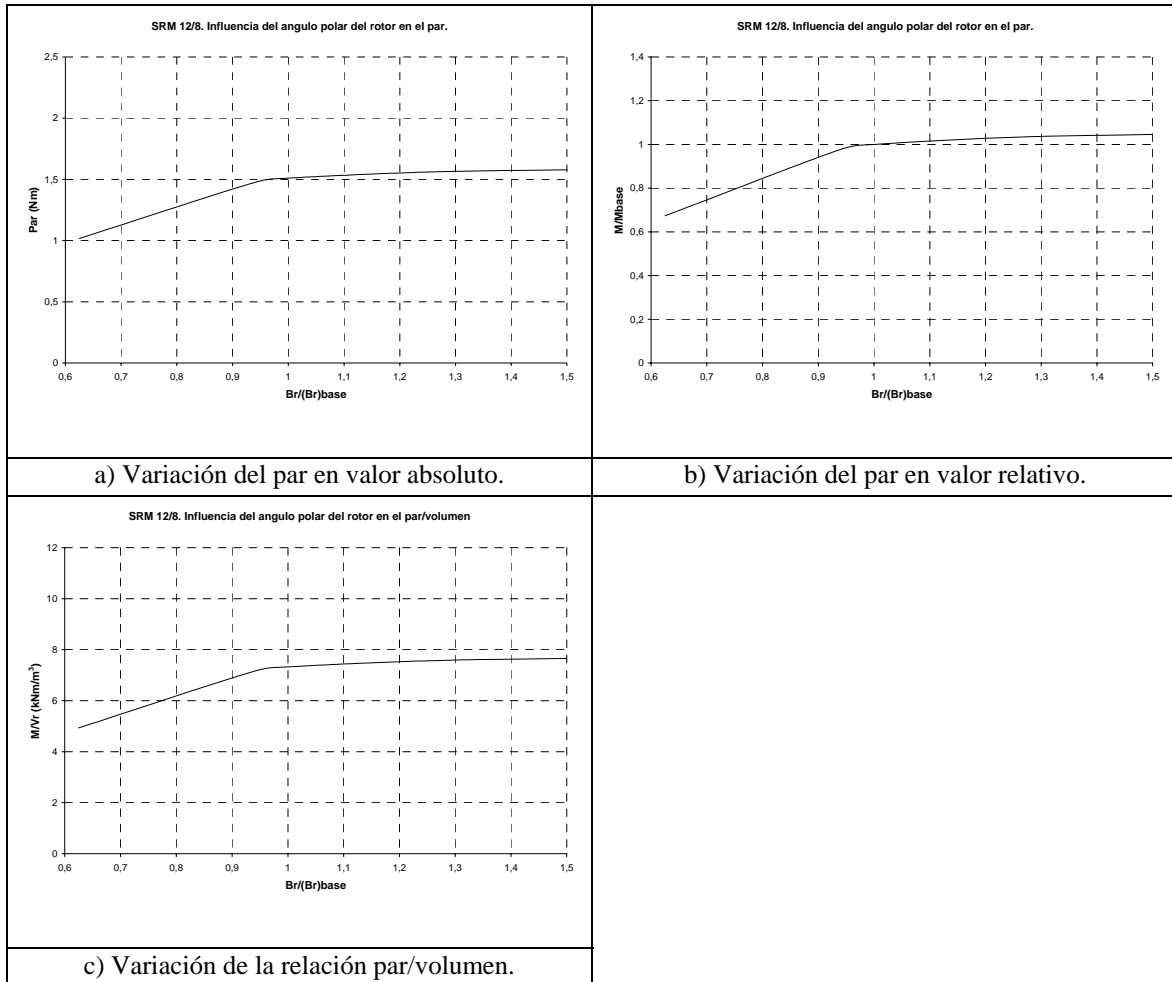 SRM 12/8. Influencia del angulo polar del rotor en el par.
2,5
2
1,5
1
0,5
0
Par (Nm)
0,6 0,7 0,8 0,9 1 1,1 1,2 1,3 1,4 1,5
Br/(Br)base
a) Variación del par en valor absoluto.
SRM 12/8. Influencia del angulo polar del rotor en el par.
1,4
1,2
1
0,8
0,6
0,4
0,2
0
M/Mbase
0,6 0,7 0,8 0,9 1 1,1 1,2 1,3 1,4 1,5
Br/(Br)base
b) Variación del par en valor relativo.
SRM 12/8. Influencia del angulo polar del rotor en el par/volumen
12
10
8
6
4
2
0
M/Vr (kNm/m³)
0,6 0,7 0,8 0,9 1 1,1 1,2 1,3 1,4 1,5
Br/(Br)base
c) Variación de la relación par/volumen.